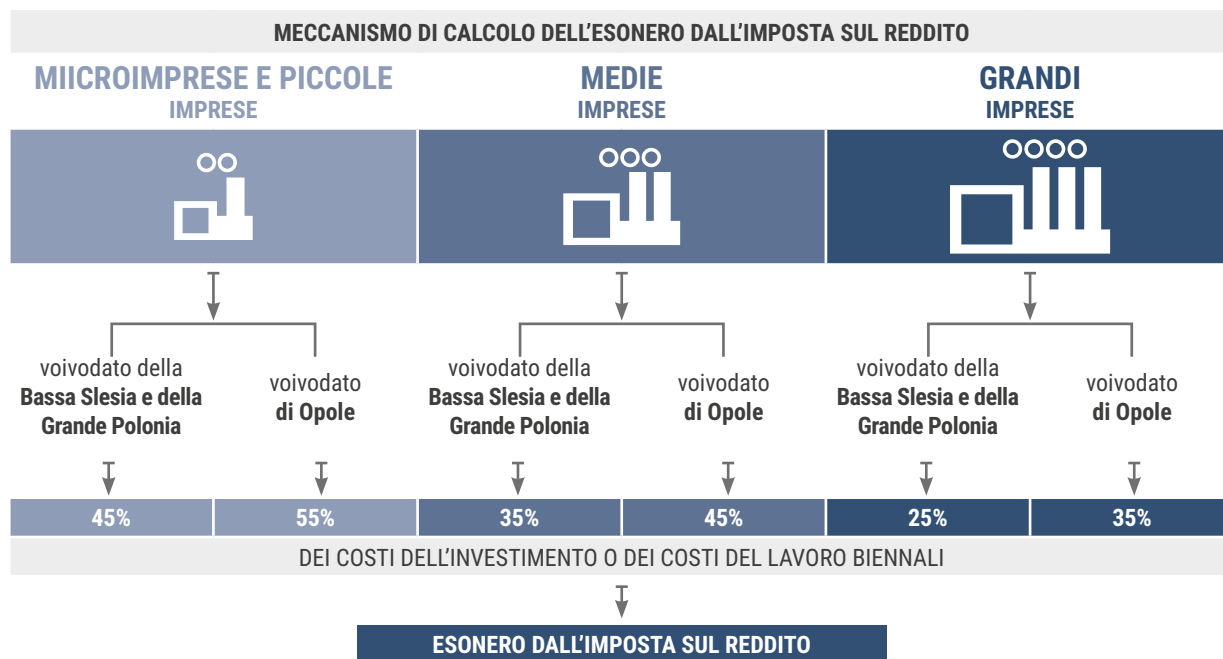 MECCANISMO DI CALCOLO DELL'ESONERO DALL'IMPOSTA SUL REDDITO
MIICROIMPRESE E PICCOLE
IMPRESE
MEDIE
IMPRESE
GRANDI
IMPRESE
voivodato della
Bassa Slesia e della
Grande Polonia
voivodato
di Opole
voivodato della
Bassa Slesia e della
Grande Polonia
voivodato
di Opole
voivodato della
Bassa Slesia e della
Grande Polonia
voivodato
di Opole
45%
55%
35%
45%
25%
35%
DEI COSTI DELL'INVESTIMENTO O DEI COSTI DEL LAVORO BIENNALI
ESONERO DALL'IMPOSTA SUL REDDITO